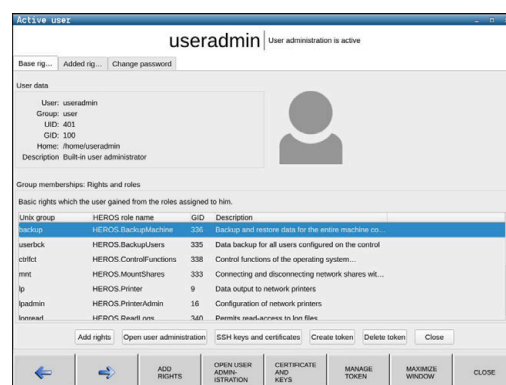 Active user
useradmin User administration is active
Base rig... Added rig... Change password
User data
User: useradmin
Group: user
UID: 401
GID: 100
Home: /home/useradmin
Description Built-in user administrator
Group memberships: Rights and roles
Basic rights which the user gained from the roles assigned to him.
Unix group HEROS role name GID Description
backup HEROS.BackupMachine 336 Backup and restore data for the entire machine co...
userbck HEROS.BackupUsers 335 Data backup for all users configured on the control
ctrlfct HEROS.ControlFunctions 338 Control functions of the operating system...
mnt HEROS.MountShares 333 Connecting and disconnecting network shares wit...
lp HEROS.Printer 9 Data output to network printers
lpadmin HEROS.PrinterAdmin 16 Configuration of network printers
logread HEROS.ReadLogs 340 Permits read-access to log files
Add rights Open user administration SSH keys and certificates Create token Delete token Close
ADD RIGHTS
OPEN USER ADMIN- ISTRATION
CERTIFICATE AND KEYS
MANAGE TOKEN
MAXIMIZE WINDOW
CLOSE